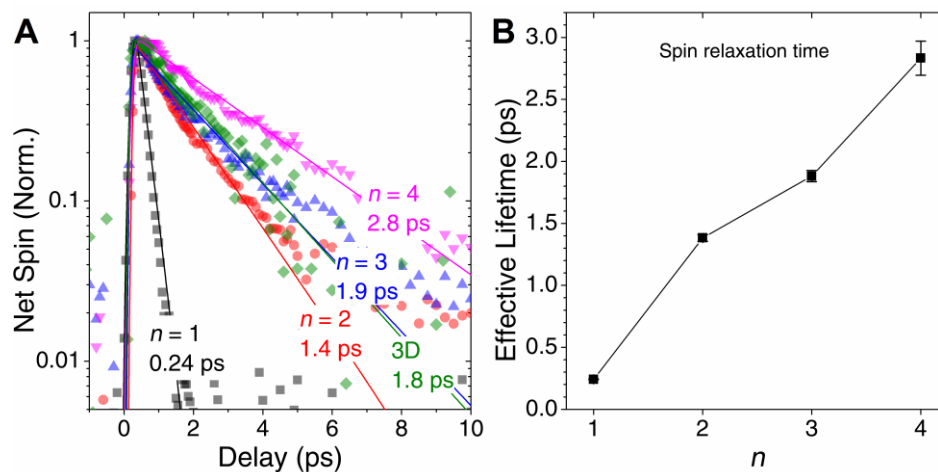 A
Net Spin (Norm.)
1
0.1
0.01
n = 1
0.24 ps
n = 2
1.4 ps
n = 3
1.9 ps
n = 4
2.8 ps
3D
1.8 ps
0 2 4 6 8 10
Delay (ps)
B
Effective Lifetime (ps)
3.0
2.5
2.0
1.5
1.0
0.5
0.0
Spin relaxation time
1 2 3 4
n